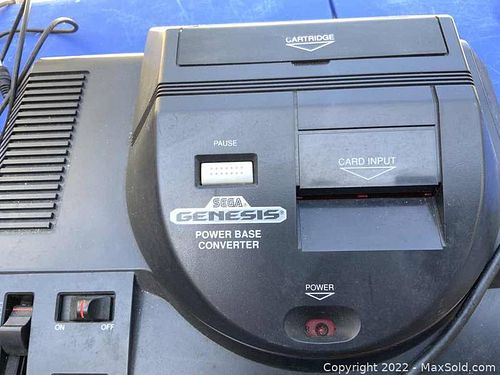 CARTRIDGE
PAUSE
CARD INPUT
SEGA
GENESIS
POWER BASE
CONVERTER
POWER
ON OFF
Copyright 2022 - MaxSold.com